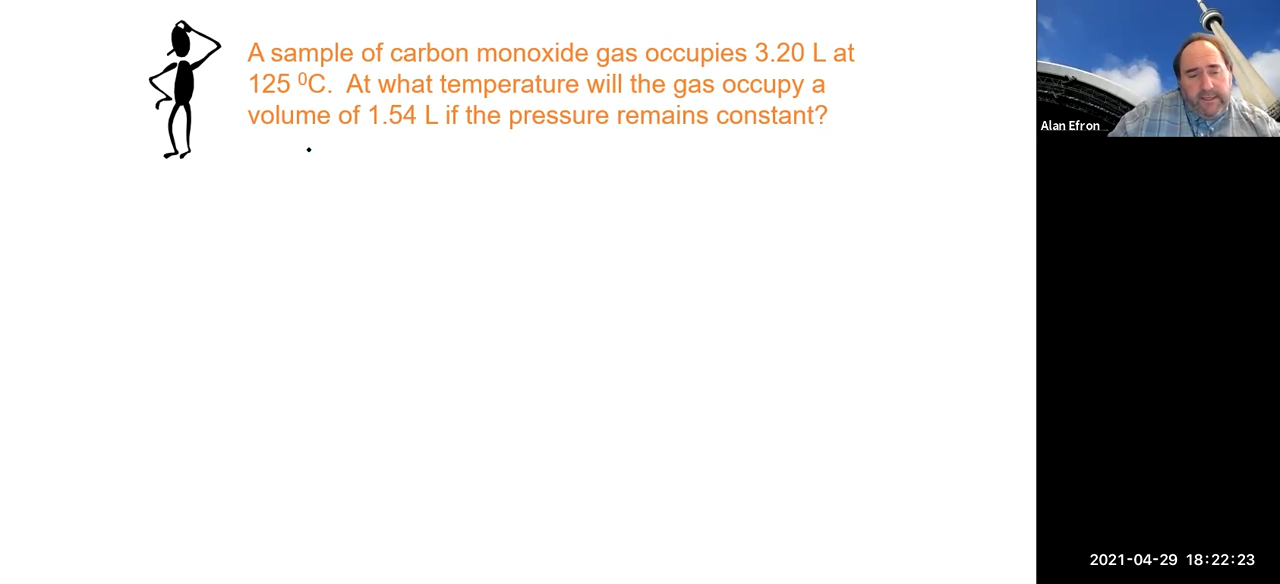 A sample of carbon monoxide gas occupies 3.20 L at
125 ⁰C.  At what temperature will the gas occupy a
volume of 1.54 L if the pressure remains constant?
Alan Efron
2021-04-29 18:22:23